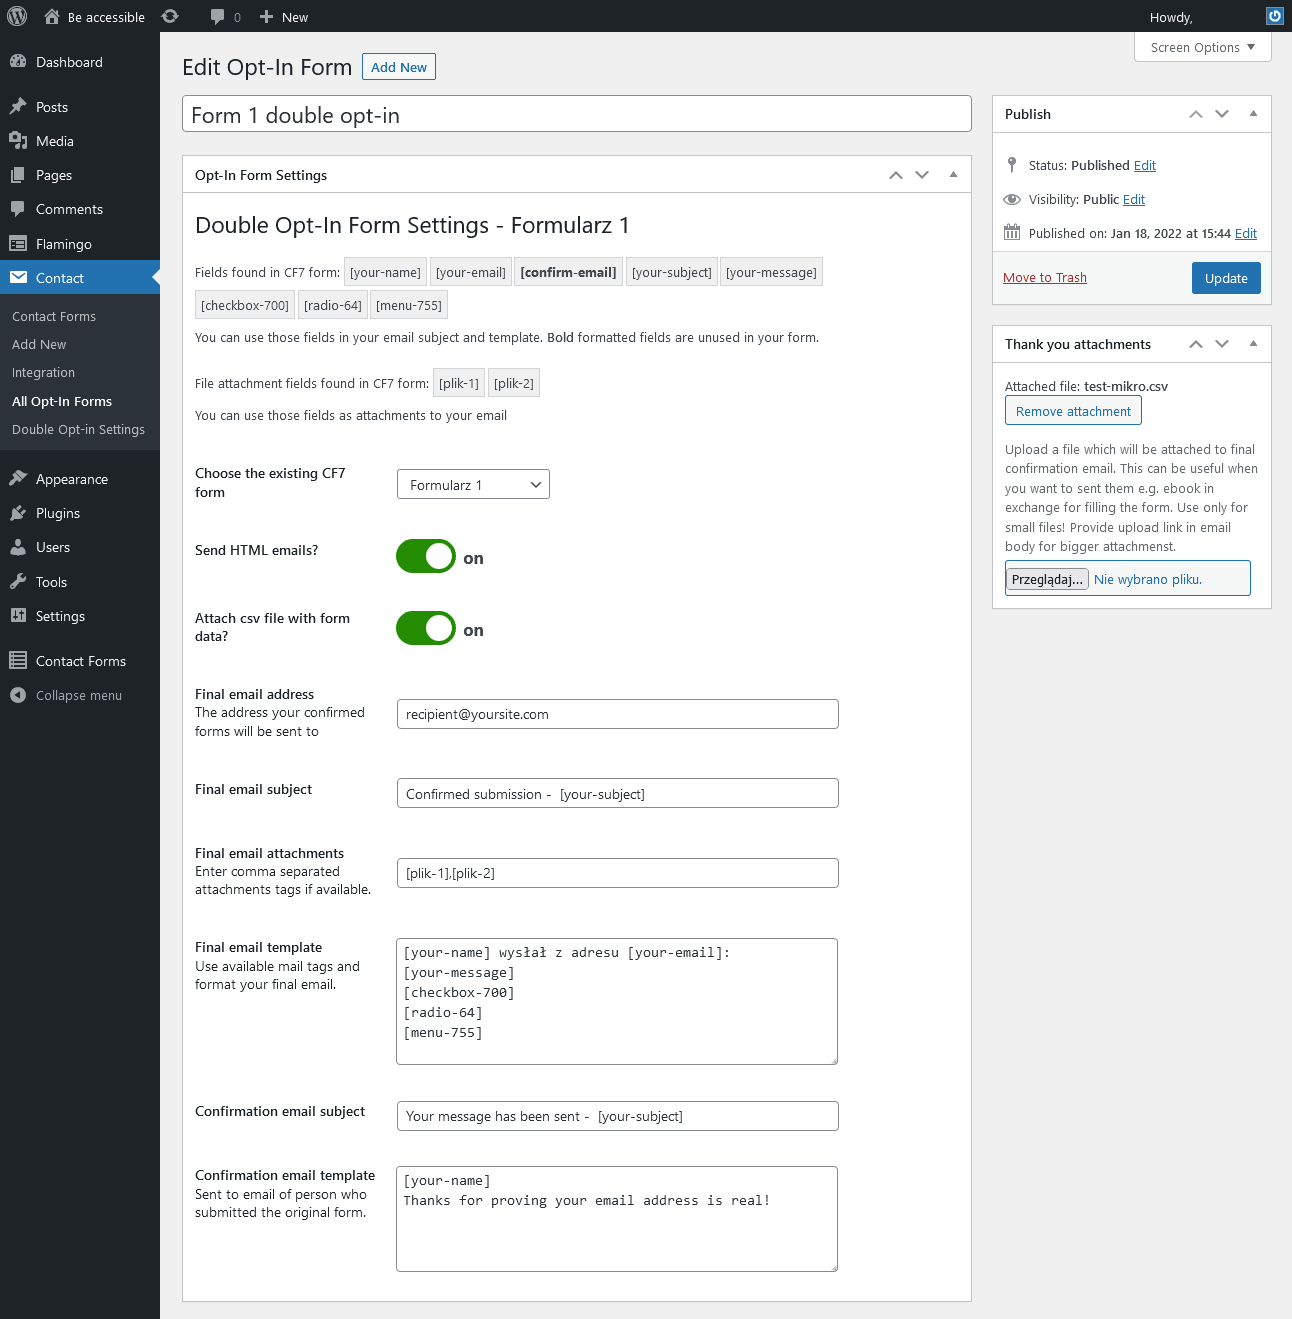 Be accessible
0
New
Howdy,
Screen Options
Dashboard
Posts
Media
Pages
Comments
Flamingo
Contact
Contact Forms
Add New
Integration
All Opt-In Forms
Double Opt-in Settings
Appearance
Plugins
Users
Tools
Settings
Contact Forms
Collapse menu
Edit Opt-In Form
Add New
Form 1 double opt-in
Opt-In Form Settings
Double Opt-In Form Settings - Formularz 1
Fields found in CF7 form: [your-name] [your-email] [confirm-email] [your-subject] [your-message]
[checkbox-700] [radio-64] [menu-755]
You can use those fields in your email subject and template. Bold formatted fields are unused in your form.
File attachment fields found in CF7 form: [plik-1] [plik-2]
You can use those fields as attachments to your email
Choose the existing CF7
form
Formularz 1
Send HTML emails?
on
Attach csv file with form
data?
on
Final email address
The address your confirmed
forms will be sent to
recipient@yoursite.com
Final email subject
Confirmed submission -  [your-subject]
Final email attachments
Enter comma separated
attachments tags if available.
[plik-1],[plik-2]
Final email template
Use available mail tags and
format your final email.
[your-name] wysłał z adresu [your-email]:
[your-message]
[checkbox-700]
[radio-64]
[menu-755]
Confirmation email subject
Your message has been sent -  [your-subject]
Confirmation email template
Sent to email of person who
submitted the original form.
[your-name]
Thanks for proving your email address is real!
Publish
Status: Published Edit
Visibility: Public Edit
Published on: Jan 18, 2022 at 15:44 Edit
Move to Trash
Update
Thank you attachments
Attached file: test-mikro.csv
Remove attachment
Upload a file which will be attached to final
confirmation email. This can be useful when
you want to sent them e.g. ebook in
exchange for filling the form. Use only for
small files! Provide upload link in email
body for bigger attachmenst.
Przeglądaj... Nie wybrano pliku.